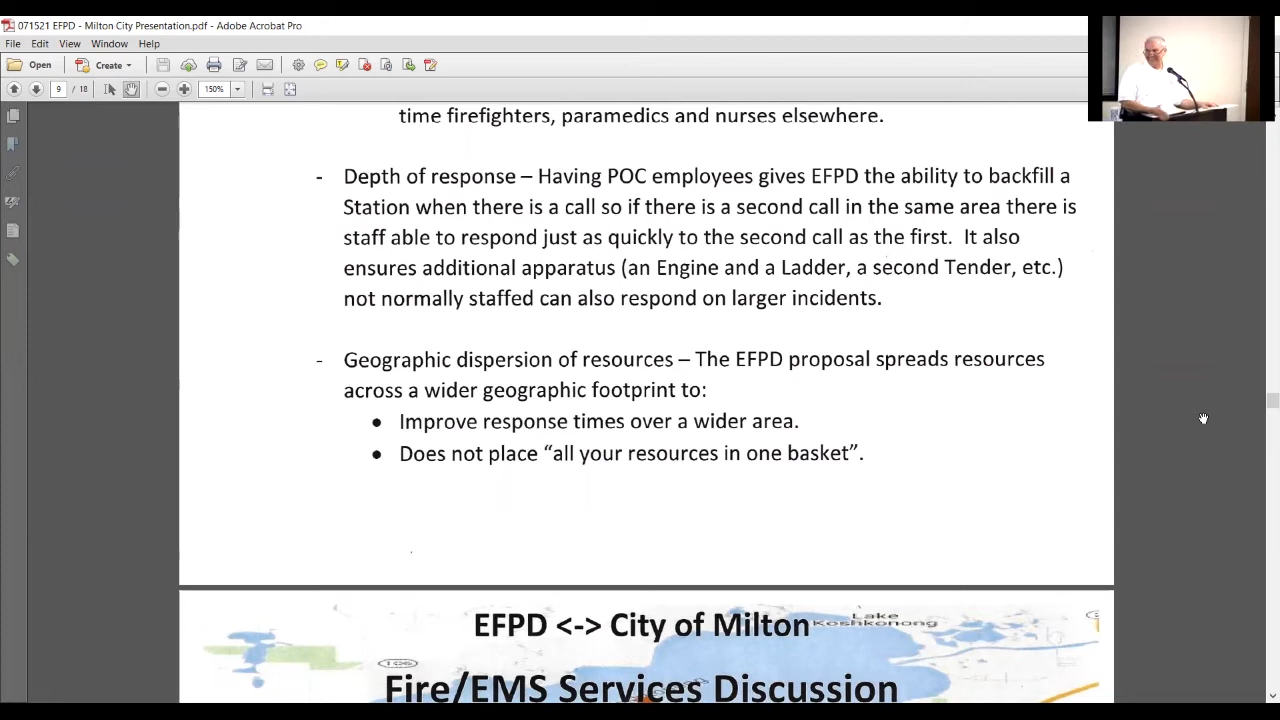 071521 EFPD - Milton City Presentation.pdf - Adobe Acrobat Pro
File Edit View Window Help
Open Create
9 / 18 150%
time firefighters, paramedics and nurses elsewhere.
- Depth of response – Having POC employees gives EFPD the ability to backfill a
Station when there is a call so if there is a second call in the same area there is
staff able to respond just as quickly to the second call as the first. It also
ensures additional apparatus (an Engine and a Ladder, a second Tender, etc.)
not normally staffed can also respond on larger incidents.
- Geographic dispersion of resources – The EFPD proposal spreads resources
across a wider geographic footprint to:
• Improve response times over a wider area.
• Does not place “all your resources in one basket”.
Lake
Koshkonong
EFPD <-> City of Milton
106
Fire/EMS Services Discussion